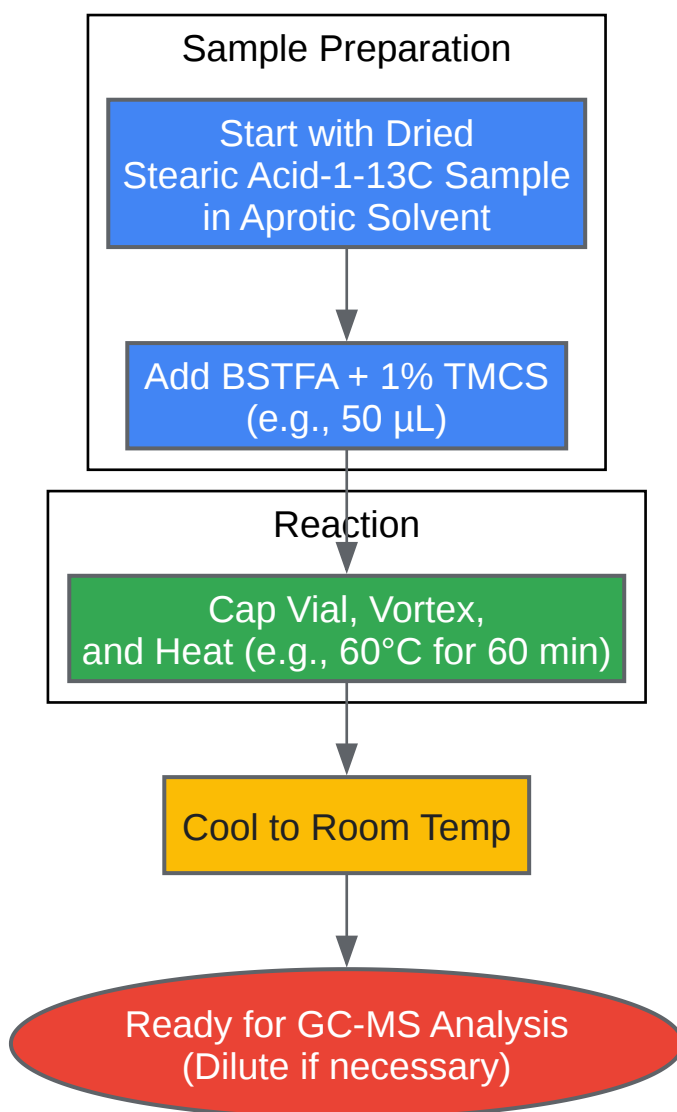 Sample Preparation
Start with Dried
Stearic Acid-1-13C Sample
in Aprotic Solvent
Add BSTFA + 1% TMCS
(e.g., 50 µL)
Reaction
Cap Vial, Vortex,
and Heat (e.g., 60°C for 60 min)
Cool to Room Temp
Ready for GC-MS Analysis
(Dilute if necessary)